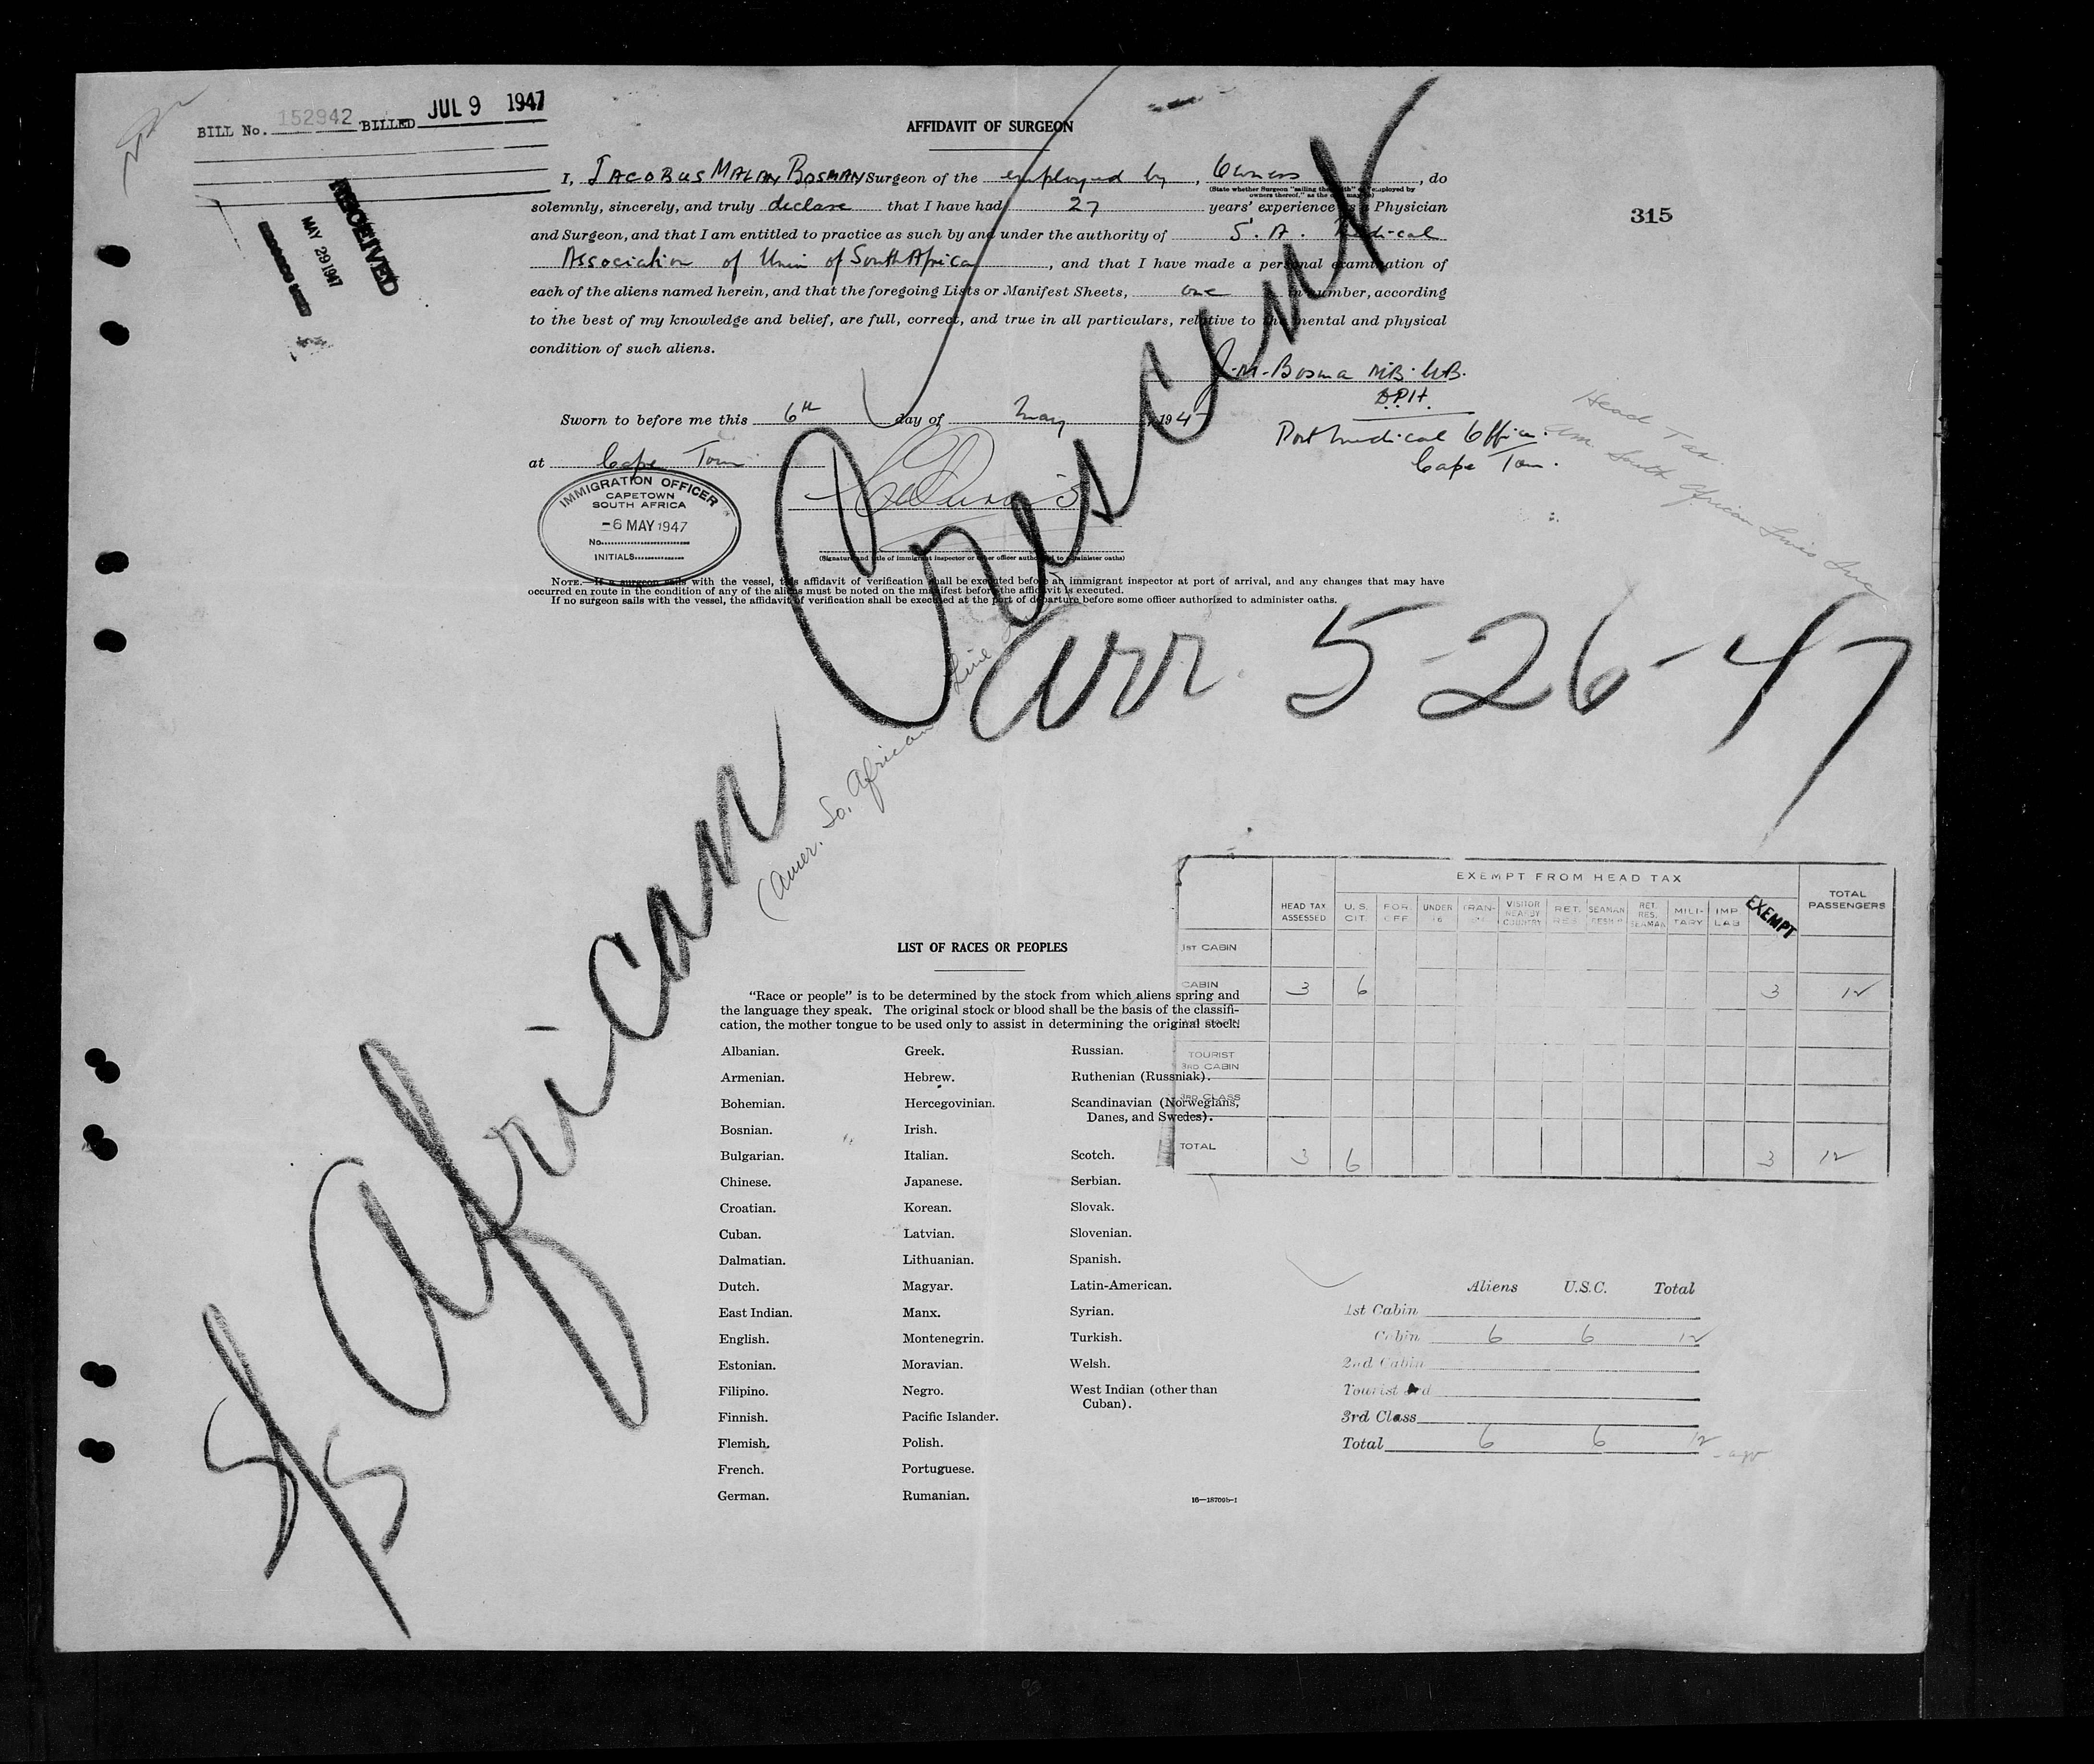 BILL No. 152942 BILLED JUL 9 1947
RECEIVED
MAY 29 1947
AFFIDAVIT OF SURGEON
315
I, JACOBUS MALAN BOSMAN Surgeon of the employed by, Owners, do
(State whether Surgeon "sailing therewith" or "employed by
owners thereof," as the case may be)
solemnly, sincerely, and truly declare that I have had 27 years' experience as a Physician
and Surgeon, and that I am entitled to practice as such by and under the authority of S. A. Medical
Association of Union of South Africa, and that I have made a personal examination of
each of the aliens named herein, and that the foregoing Lists or Manifest Sheets, one in number, according
to the best of my knowledge and belief, are full, correct, and true in all particulars, relative to the mental and physical
condition of such aliens.
J. M. Bosman M.B. Ch.B.
D.P.H.
Port Medical Officer.
Cape Town.
Sworn to before me this 6th day of May, 194
at Cape Town
IMMIGRATION OFFICER
CAPETOWN
SOUTH AFRICA
-6 MAY 1947
No.
INITIALS
(Signature and title of immigrant inspector or other officer authorized to administer oaths)
NOTE.—If a surgeon sails with the vessel, this affidavit of verification shall be executed before an immigrant inspector at port of arrival, and any changes that may have
occurred en route in the condition of any of the aliens must be noted on the manifest before the affidavit is executed.
If no surgeon sails with the vessel, the affidavit of verification shall be executed at the port of departure before some officer authorized to administer oaths.
Head Tax
Am. South African Lines Inc
S/S African Crescent
arr. 5-26-47
(Amer. So. African Line
EXEMPT FROM HEAD TAX
HEAD TAX ASSESSED U. S. CIT. FOR. OFF UNDER 16 TRAN- VISITOR NEARBY COUNTRY RET. RES. SEAMAN RET. RES. SEAMAN MILI-TARY IMP LAB EXEMPT TOTAL PASSENGERS
1ST CABIN
CABIN 3 6 3 12
TOURIST
3RD CABIN
3RD CLASS
TOTAL 3 6 3 12
LIST OF RACES OR PEOPLES
"Race or people" is to be determined by the stock from which aliens spring and
the language they speak. The original stock or blood shall be the basis of the classifi-
cation, the mother tongue to be used only to assist in determining the original stock.
Albanian.
Armenian.
Bohemian.
Bosnian.
Bulgarian.
Chinese.
Croatian.
Cuban.
Dalmatian.
Dutch.
East Indian.
English.
Estonian.
Filipino.
Finnish.
Flemish.
French.
German.
Greek.
Hebrew.
Hercegovinian.
Irish.
Italian.
Japanese.
Korean.
Latvian.
Lithuanian.
Magyar.
Manx.
Montenegrin.
Moravian.
Negro.
Pacific Islander.
Polish.
Portuguese.
Rumanian.
Russian.
Ruthenian (Russniak).
Scandinavian (Norwegians,
Danes, and Swedes).
Scotch.
Serbian.
Slovak.
Slovenian.
Spanish.
Latin-American.
Syrian.
Turkish.
Welsh.
West Indian (other than
Cuban).
16—18700b-1
Aliens U.S.C. Total
1st Cabin
Cabin 6 6 12
2nd Cabin
Tourist 3rd
3rd Class
Total 6 6 12